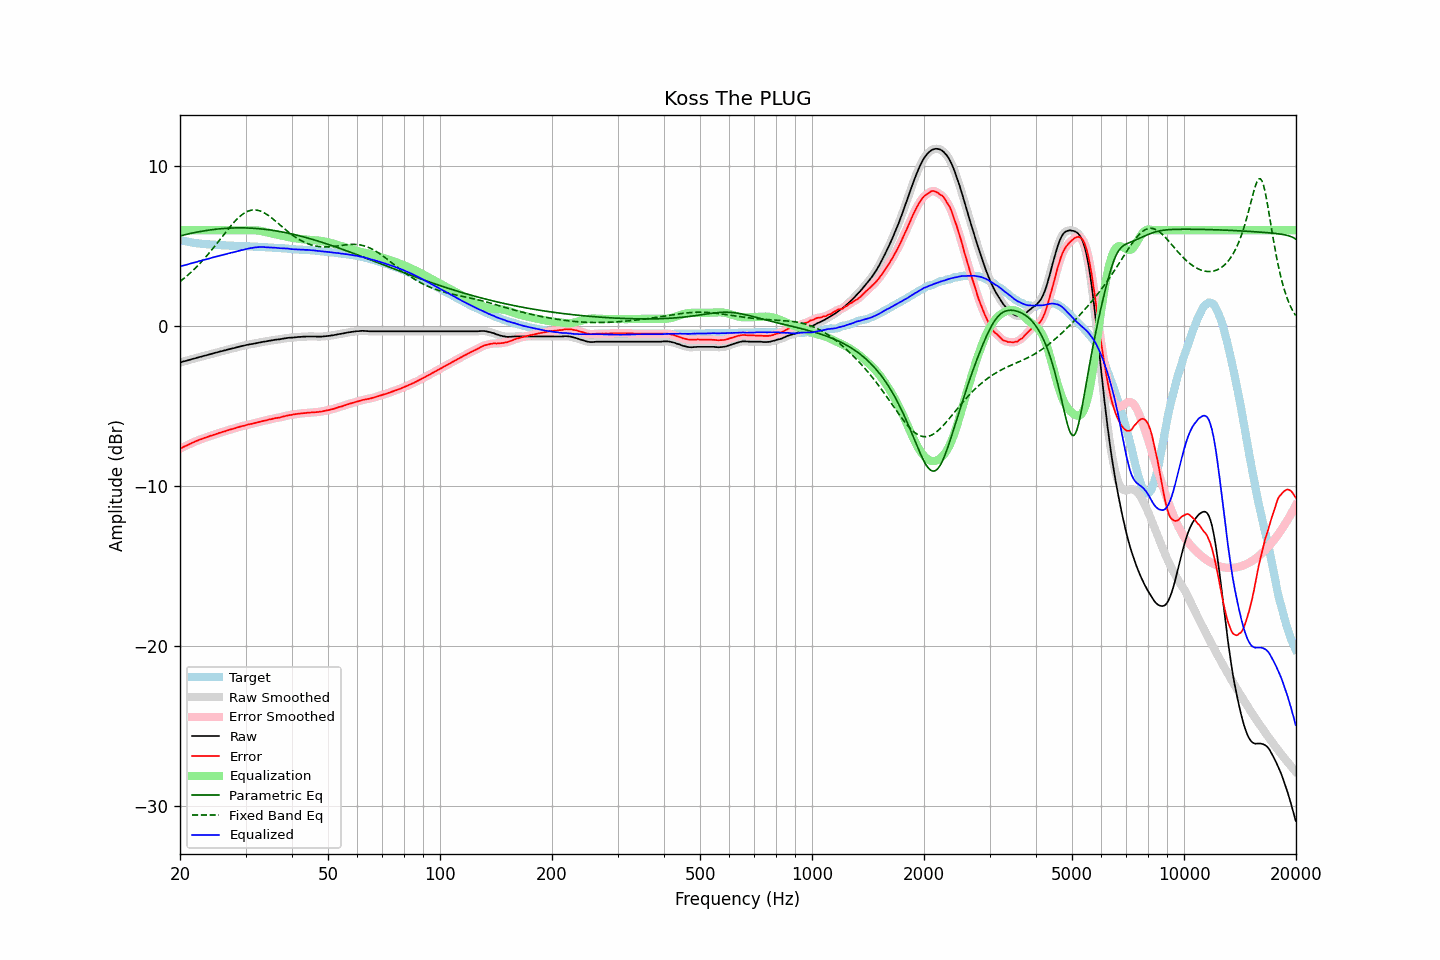 Koss The PLUG
10
0
−10
−20
−30
Amplitude (dBr)
Target
Raw Smoothed
Error Smoothed
Raw
Error
Equalization
Parametric Eq
Fixed Band Eq
Equalized
20 50 100 200 500 1000 2000 5000 10000 20000
Frequency (Hz)